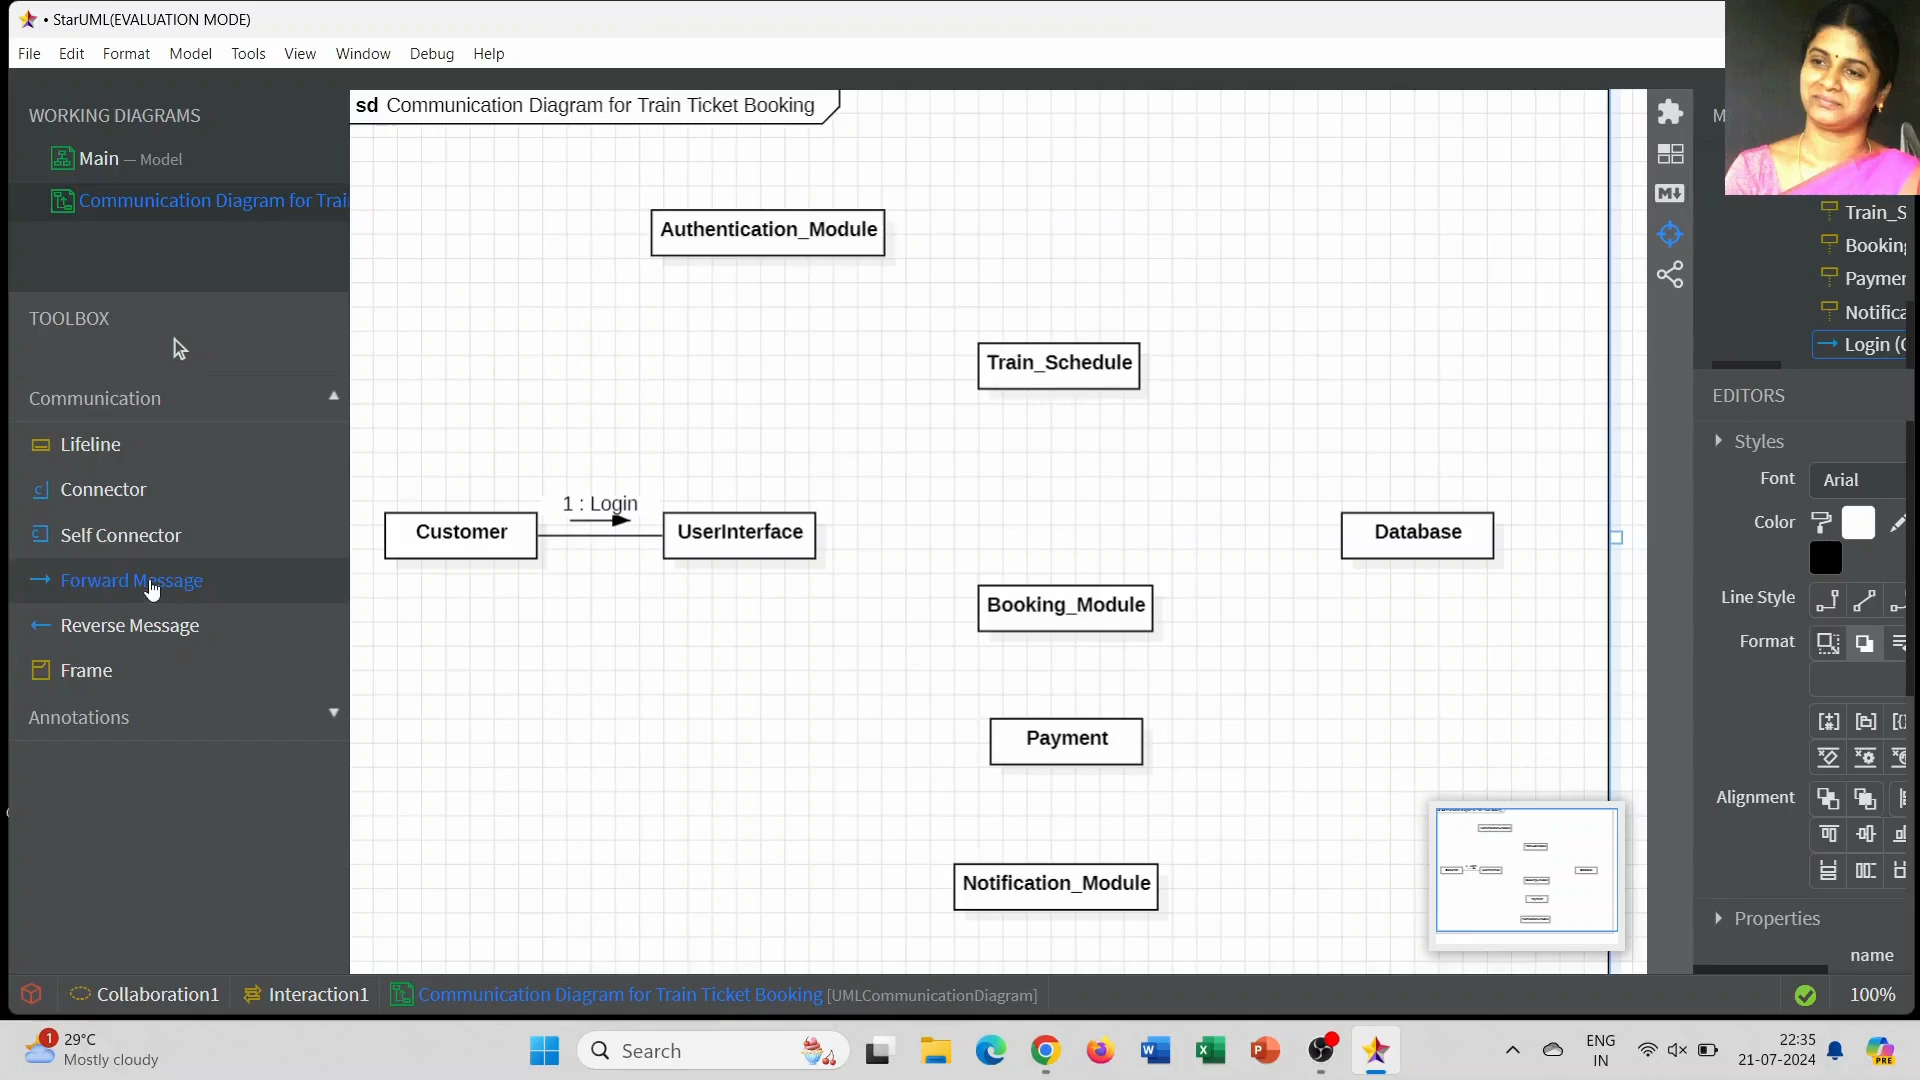 • StarUML(EVALUATION MODE)
File Edit Format Model Tools View Window Debug Help
WORKING DIAGRAMS
Main — Model
Communication Diagram for Trai
TOOLBOX
Communication
Lifeline
Connector
Self Connector
Forward Message
Reverse Message
Frame
Annotations
sd Communication Diagram for Train Ticket Booking
Authentication_Module
Train_Schedule
1 : Login
Customer
UserInterface
Database
Booking_Module
Payment
Notification_Module
M
Train_S
Booking
Paymer
Notifica
Login (
EDITORS
Styles
Font Arial
Color
Line Style
Format
Alignment
Properties
name
Collaboration1 Interaction1 Communication Diagram for Train Ticket Booking [UMLCommunicationDiagram]
100%
1
29°C
Mostly cloudy
Search
ENG
IN
22:35
21-07-2024
PRE